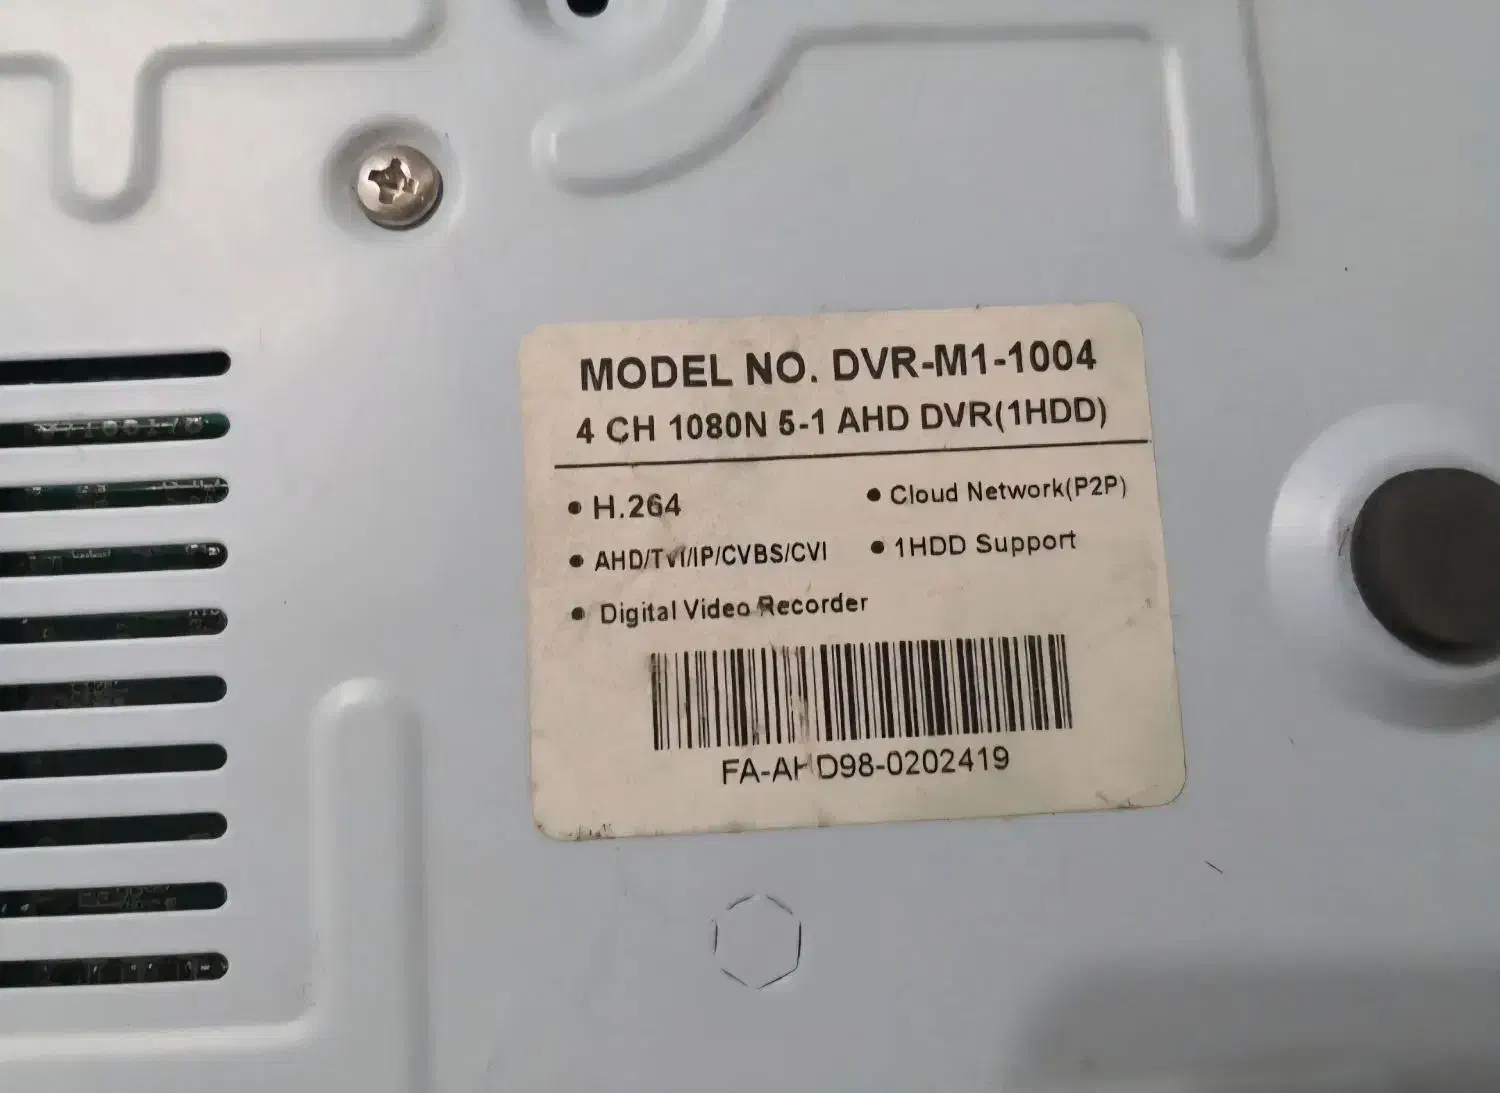 MODEL NO. DVR-M1-1004
4 CH 1080N 5-1 AHD DVR(1HDD)
• H.264
• Cloud Network(P2P)
• AHD/TVI/IP/CVBS/CVI
• 1HDD Support
• Digital Video Recorder
FA-AHD98-0202419